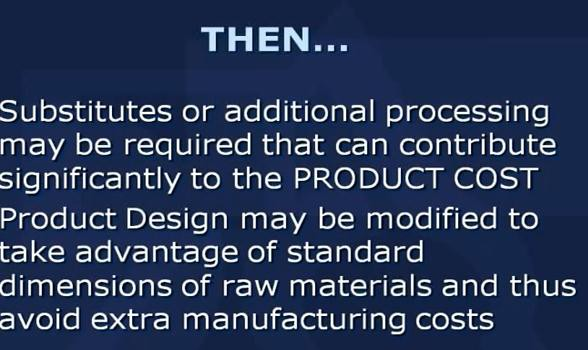 THEN...
Substitutes or additional processing
may be required that can contribute
significantly to the PRODUCT COST
Product Design may be modified to
take advantage of standard
dimensions of raw materials and thus
avoid extra manufacturing costs